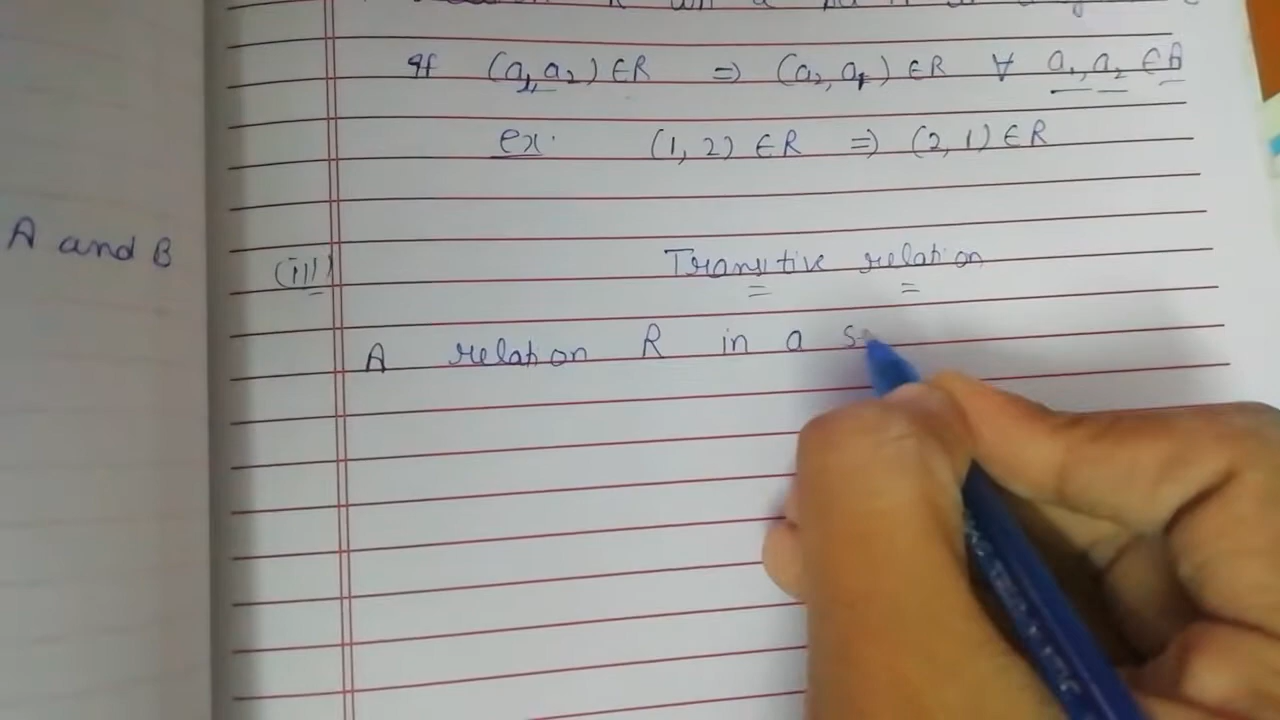 A and B
If (a1, a2) ∈ R ⇒ (a2, a1) ∈ R ∀ a1, a2 ∈ A
ex. (1, 2) ∈ R ⇒ (2, 1) ∈ R
(iii) Transitive relation
A relation R in a